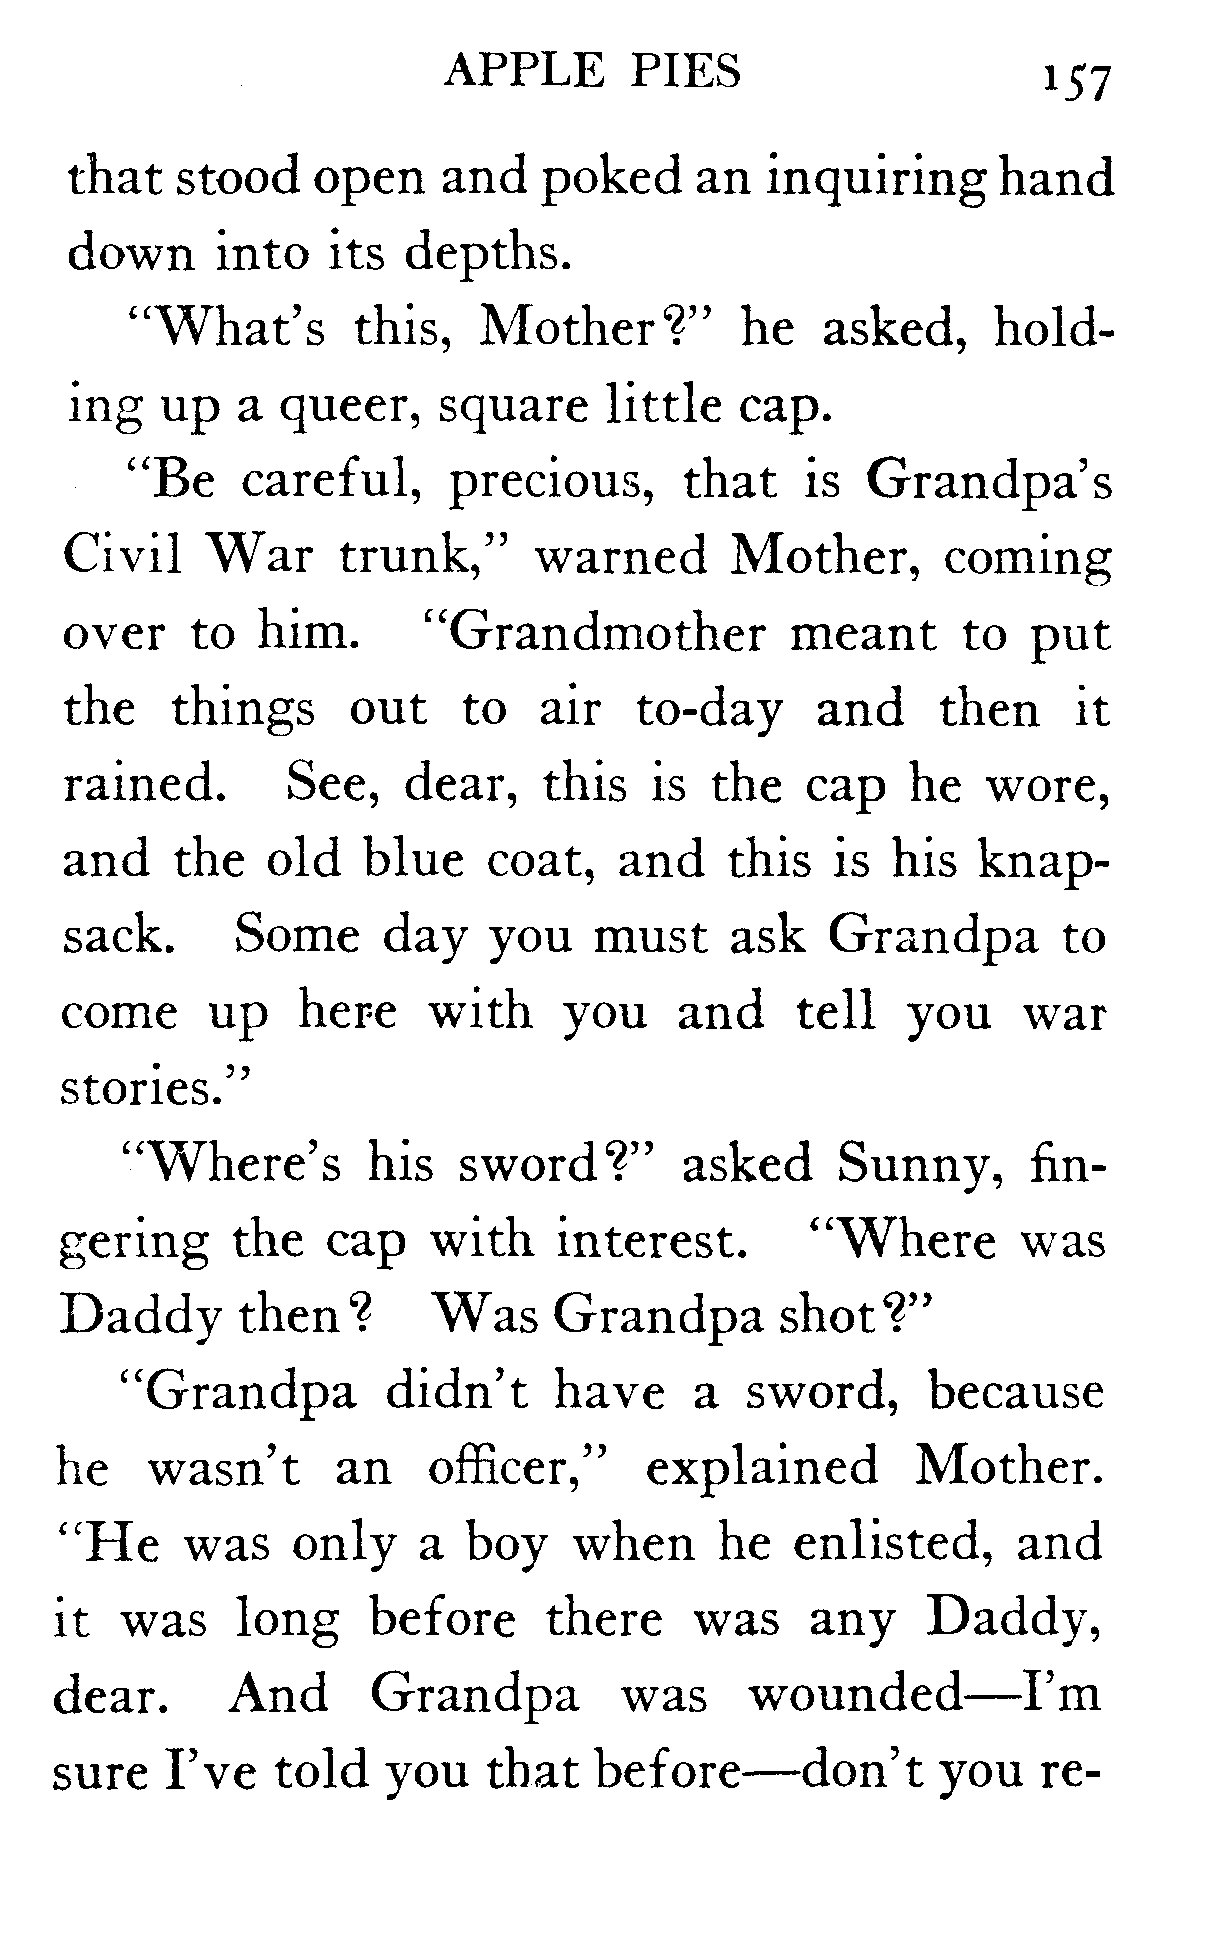 APPLE PIES 157
that stood open and poked an inquiring hand
down into its depths.
“What’s this, Mother?” he asked, hold-
ing up a queer, square little cap.
“Be careful, precious, that is Grandpa’s
Civil War trunk,” warned Mother, coming
over to him. “Grandmother meant to put
the things out to air to-day and then it
rained. See, dear, this is the cap he wore,
and the old blue coat, and this is his knap-
sack. Some day you must ask Grandpa to
come up here with you and tell you war
stories.”
“Where’s his sword?” asked Sunny, fin-
gering the cap with interest. “Where was
Daddy then? Was Grandpa shot?”
“Grandpa didn’t have a sword, because
he wasn’t an officer,” explained Mother.
“He was only a boy when he enlisted, and
it was long before there was any Daddy,
dear. And Grandpa was wounded—I’m
sure I’ve told you that before—don’t you re-